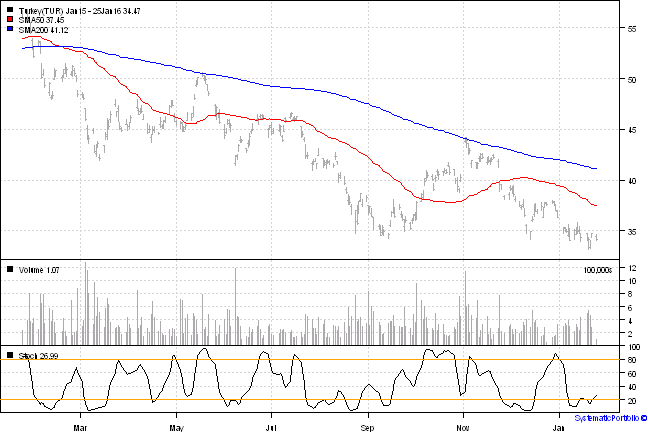 Turkey(TUR) Jan15 - 25Jan16 34.47
SMA50 37.45
SMA200 41.12
55
50
45
40
35
Volume 1.07
100,000s
12
10
8
6
4
2
Stoch 26.99
100
80
60
40
20
Mar May Jul Sep Nov Jan
SystematicPortfolio ©